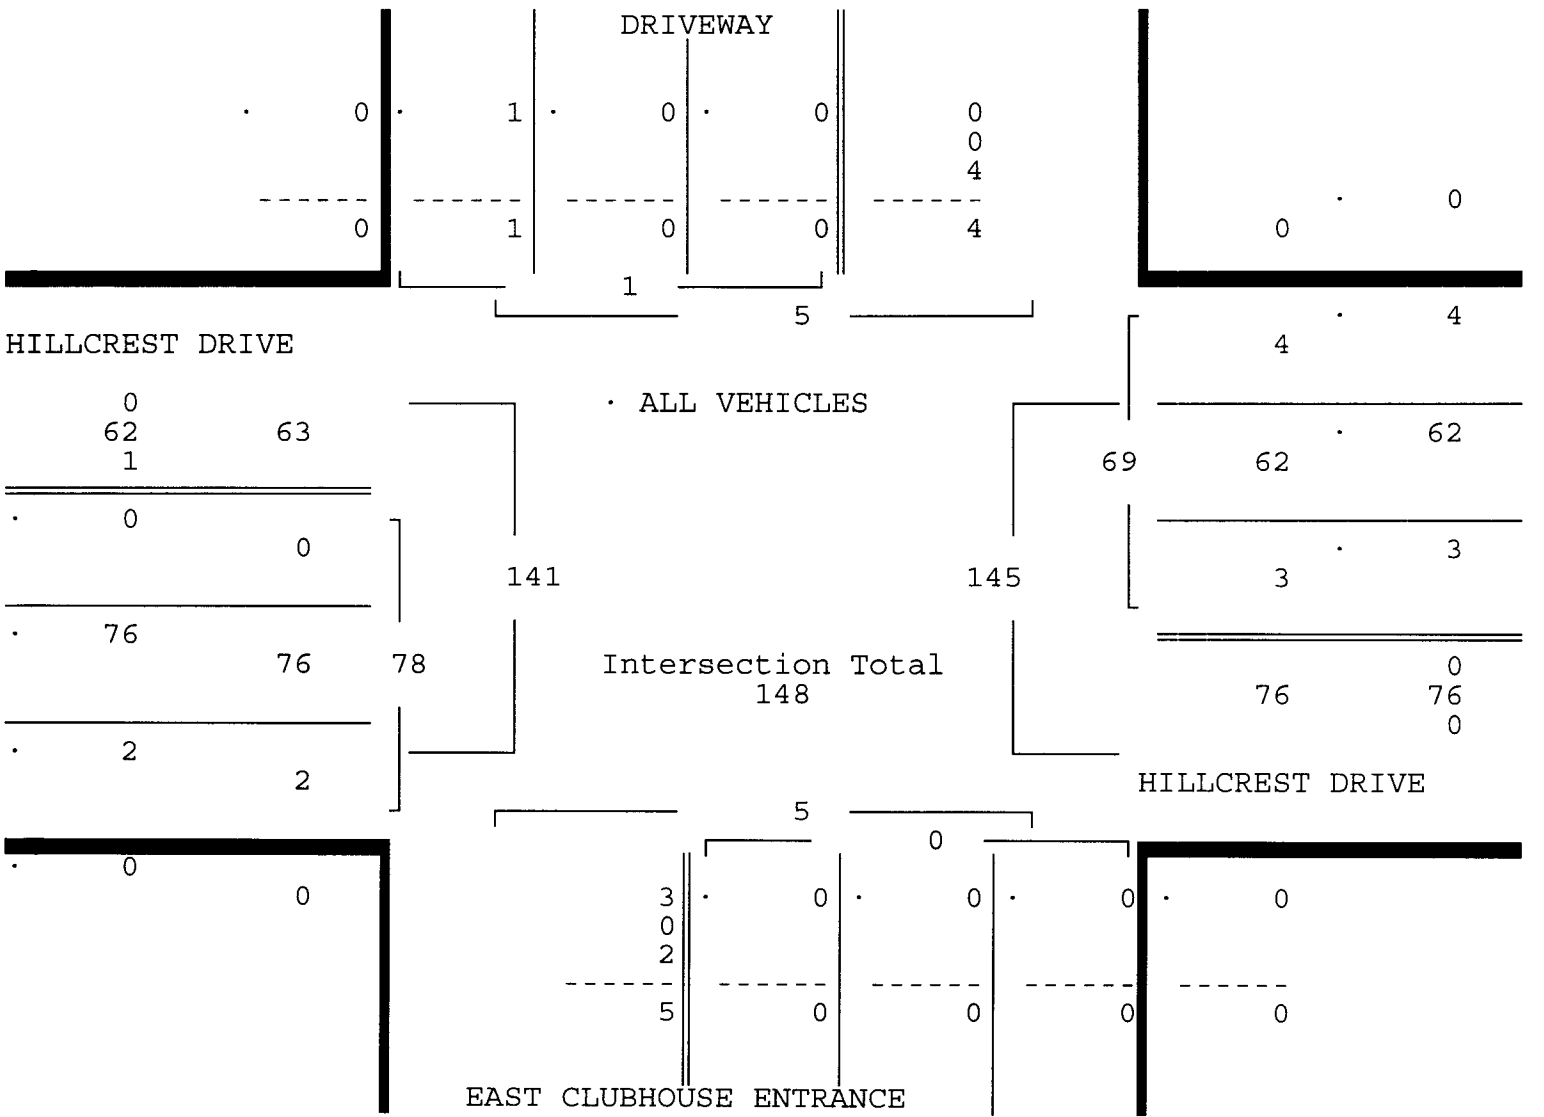 DRIVEWAY
· 0 · 1 · 0 · 0 0
0
4
------ ------ ------ ------ ------ · 0
0 1 0 0 4 0
1
5 · 4
HILLCREST DRIVE 4
0 · ALL VEHICLES
62 63 · 62
1 69 62
· 0
0 · 3
141 145 3
· 76
76 78 Intersection Total 0
148 76 76
0
· 2
2 HILLCREST DRIVE
5
0
· 0
0 3 · 0 · 0 · 0 · 0
0
2
------ ------ ------ ------ ------
5 0 0 0 0
EAST CLUBHOUSE ENTRANCE